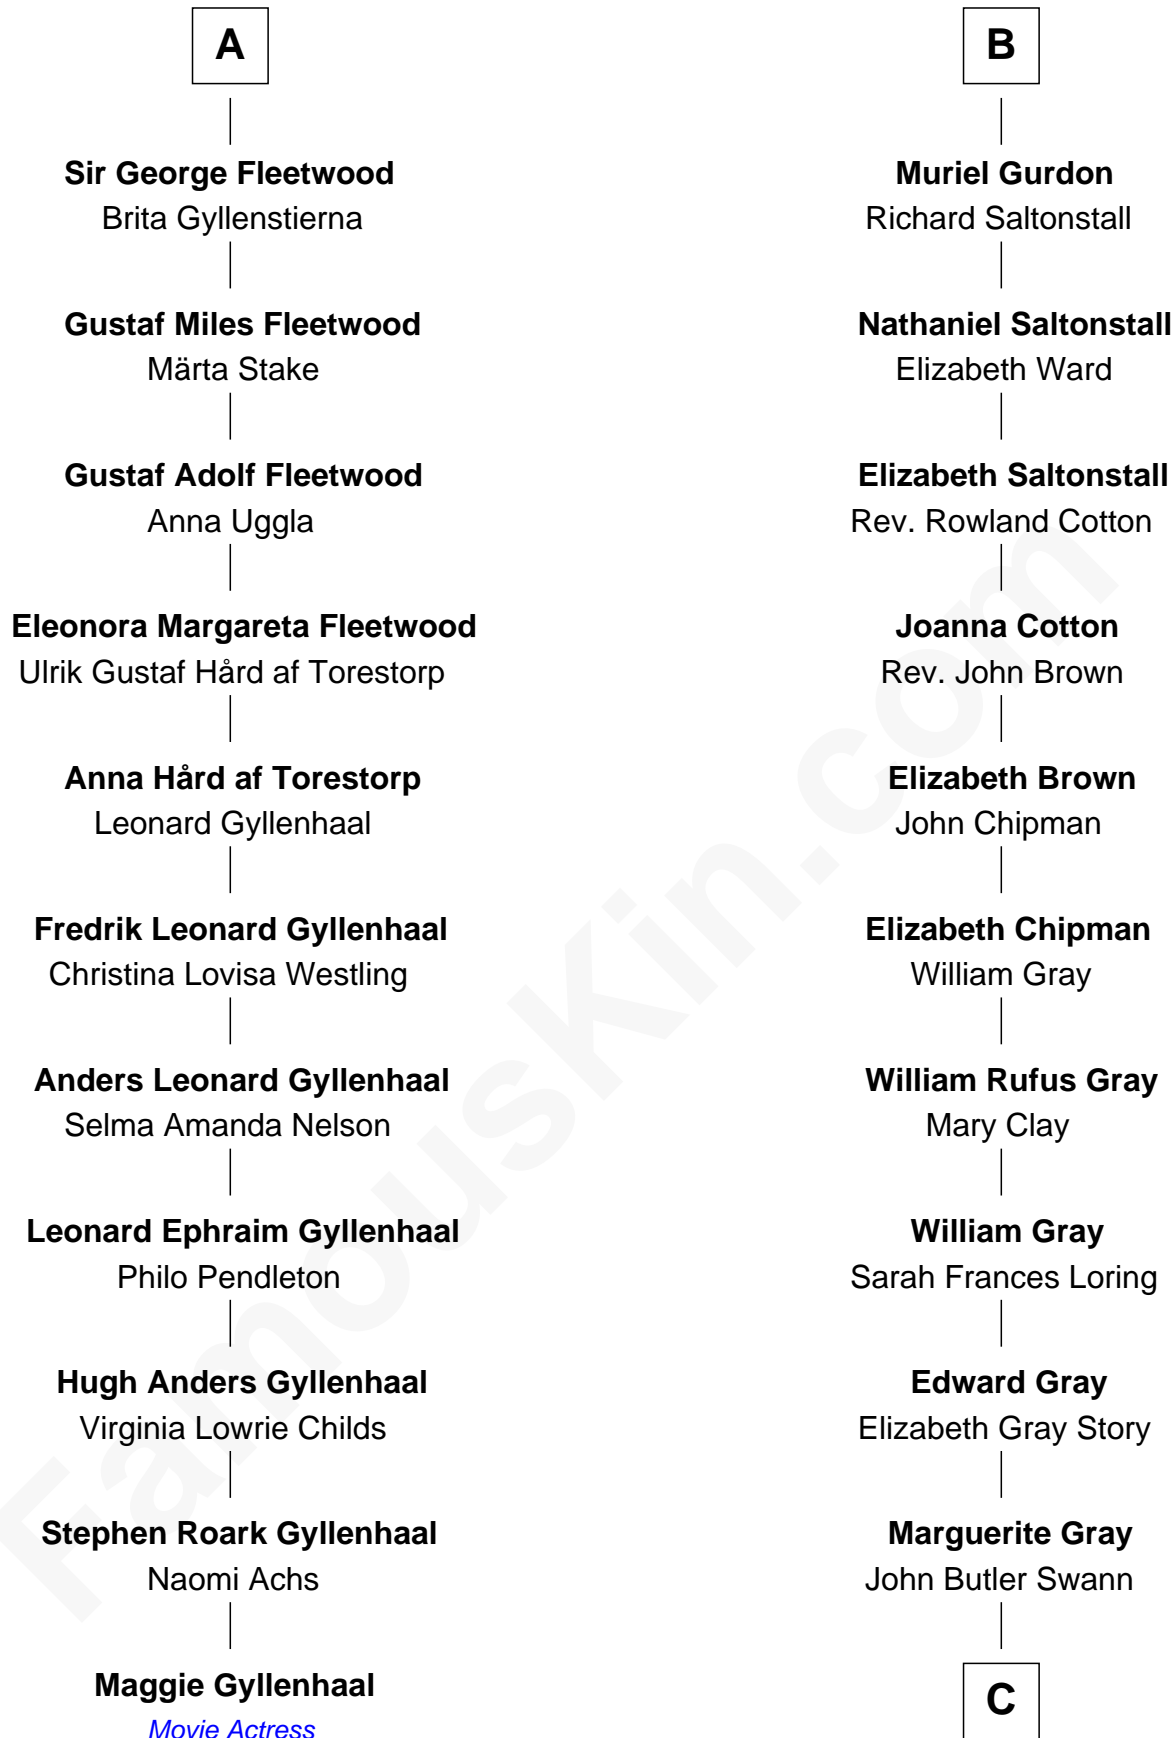 A
Sir George Fleetwood
Brita Gyllenstierna
Gustaf Miles Fleetwood
Märta Stake
Gustaf Adolf Fleetwood
Anna Uggla
Eleonora Margareta Fleetwood
Ulrik Gustaf Hård af Torestorp
Anna Hård af Torestorp
Leonard Gyllenhaal
Fredrik Leonard Gyllenhaal
Christina Lovisa Westling
Anders Leonard Gyllenhaal
Selma Amanda Nelson
Leonard Ephraim Gyllenhaal
Philo Pendleton
Hugh Anders Gyllenhaal
Virginia Lowrie Childs
Stephen Roark Gyllenhaal
Naomi Achs
Maggie Gyllenhaal
Movie Actress
B
Muriel Gurdon
Richard Saltonstall
Nathaniel Saltonstall
Elizabeth Ward
Elizabeth Saltonstall
Rev. Rowland Cotton
Joanna Cotton
Rev. John Brown
Elizabeth Brown
John Chipman
Elizabeth Chipman
William Gray
William Rufus Gray
Mary Clay
William Gray
Sarah Frances Loring
Edward Gray
Elizabeth Gray Story
Marguerite Gray
John Butler Swann
C
FamousKin.com